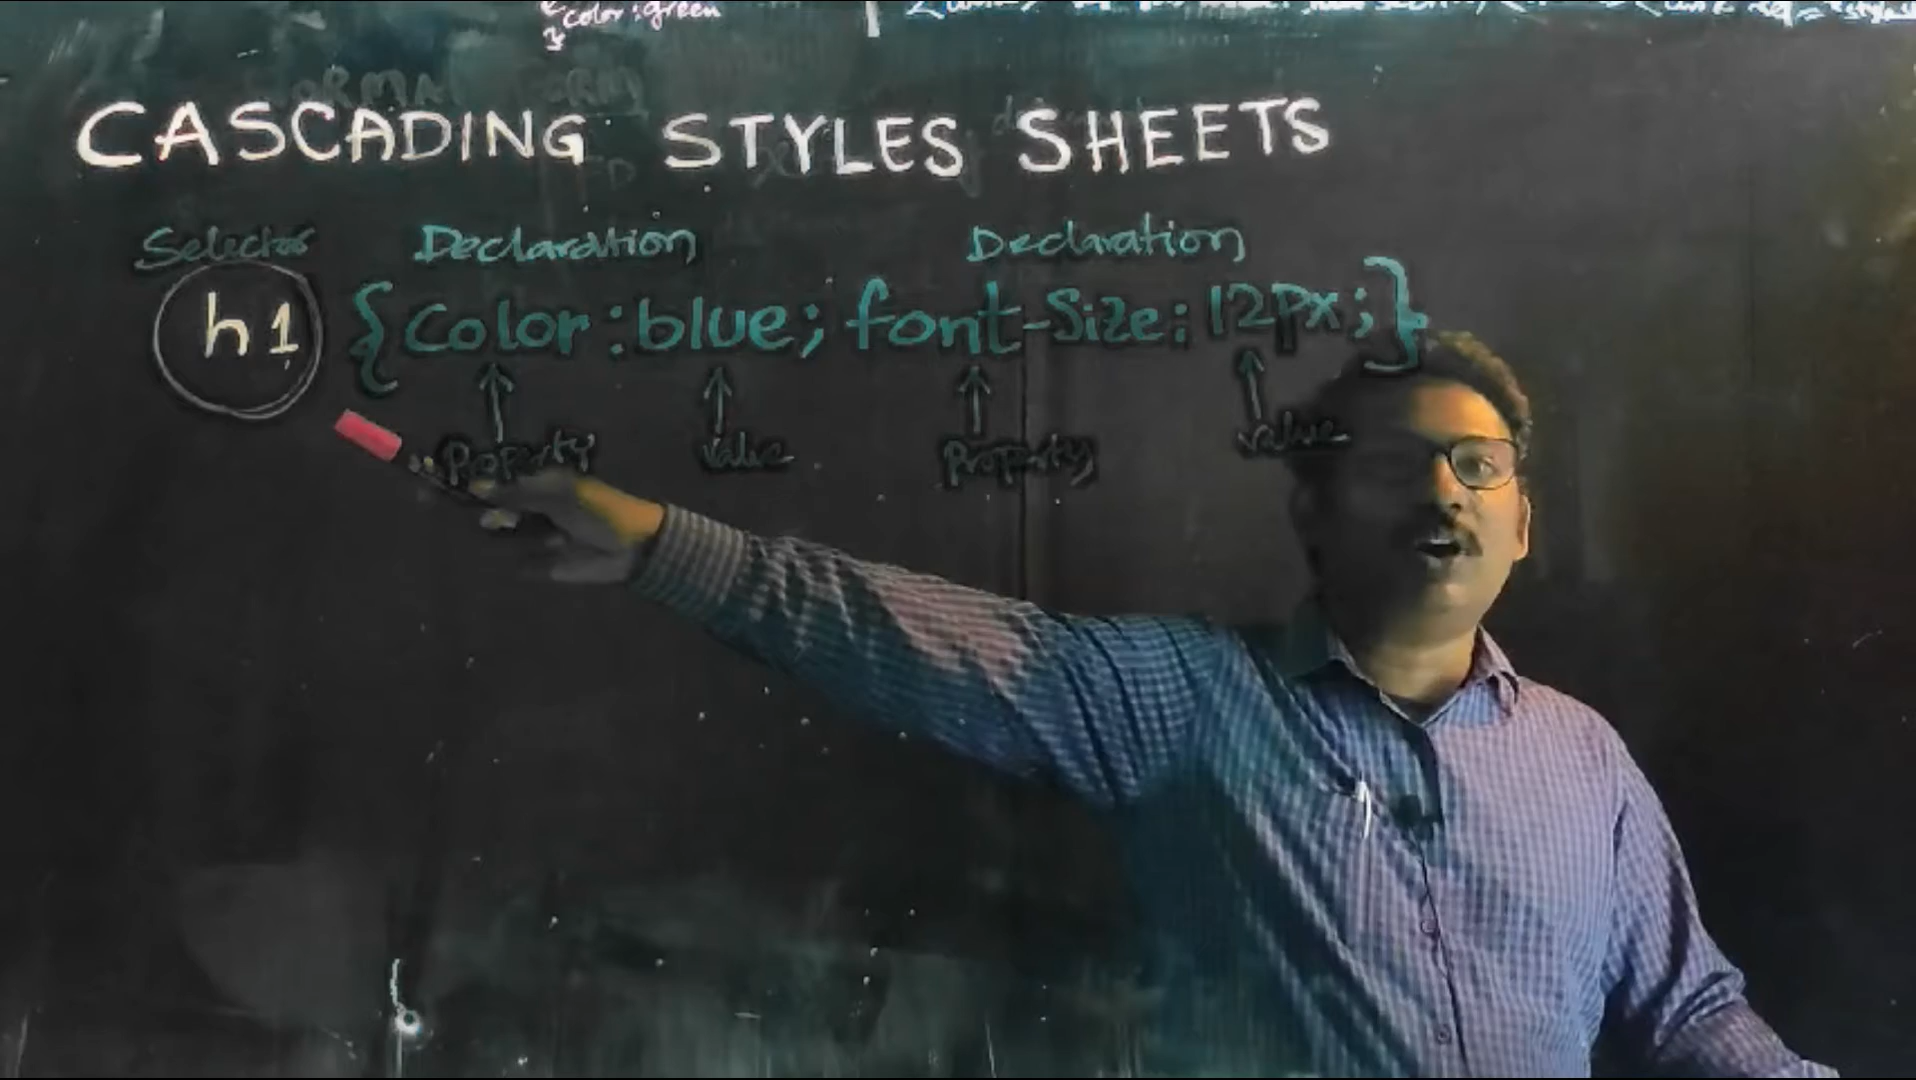 color:green
}
CASCADING STYLES SHEETS
Selector Declaration Declaration
h1 {Color:blue; font-Size:12Px;}
Property value Property value